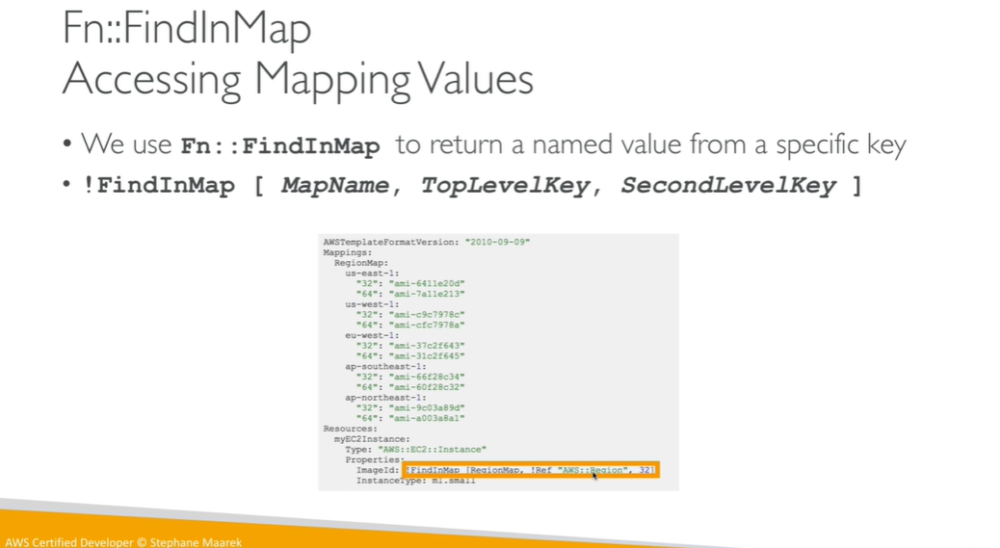 Fn::FindInMap
Accessing Mapping Values
• We use Fn::FindInMap to return a named value from a specific key
• !FindInMap [ MapName, TopLevelKey, SecondLevelKey ]
AWSTemplateFormatVersion: "2010-09-09"
Mappings:
RegionMap:
us-east-1:
"32": "ami-6411e20d"
"64": "ami-7a11e213"
us-west-1:
"32": "ami-c9c7978c"
"64": "ami-cfc7978a"
eu-west-1:
"32": "ami-37c2f643"
"64": "ami-31c2f645"
ap-southeast-1:
"32": "ami-66f28c34"
"64": "ami-60f28c32"
ap-northeast-1:
"32": "ami-9c03a89d"
"64": "ami-a003a8a1"
Resources:
myEC2Instance:
Type: "AWS::EC2::Instance"
Properties:
ImageId: !FindInMap [RegionMap, !Ref "AWS::Region", 32]
InstanceType: m1.small
AWS Certified Developer © Stephane Maarek